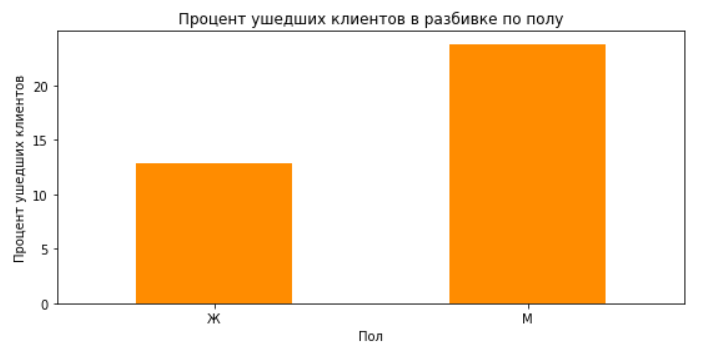 Процент ушедших клиентов в разбивке по полу
Процент ушедших клиентов
20
15
10
5
0
Ж
М
Пол